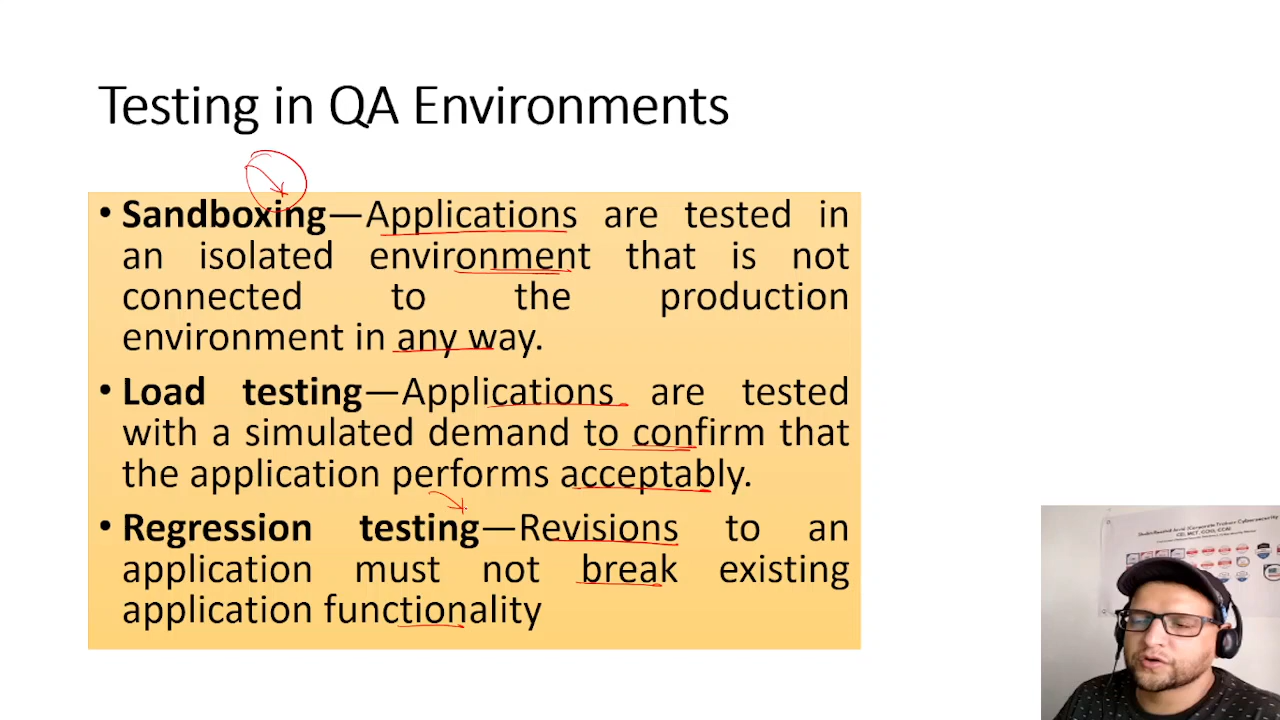 Testing in QA Environments
• Sandboxing—Applications are tested in
an isolated environment that is not
connected to the production
environment in any way.
• Load testing—Applications are tested
with a simulated demand to confirm that
the application performs acceptably.
• Regression testing—Revisions to an
application must not break existing
application functionality